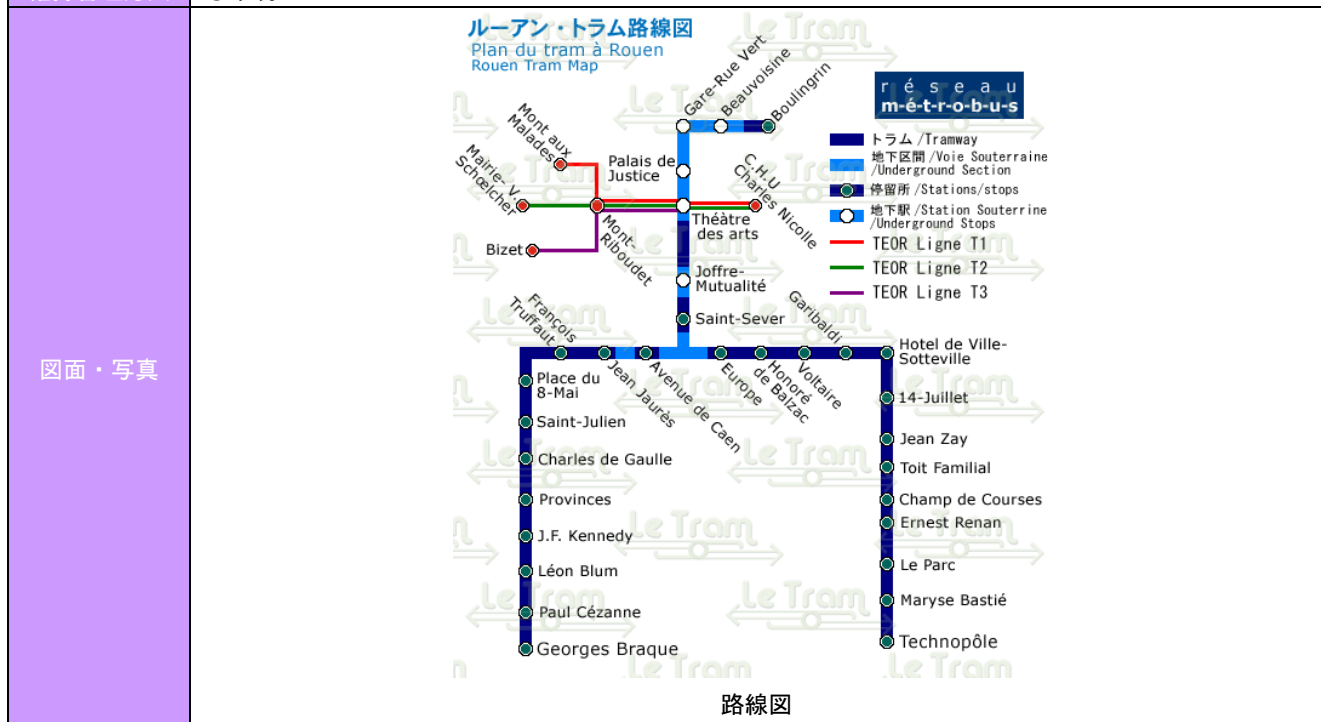 ルーアン・トラム路線図
Plan du tram à Rouen
Rouen Tram Map
Gare-Rue Vert
Beauvoisine
Boulingrin
réseau
m-é-t-r-o-b-u-s
トラム/Tramway
地下区間/Voie Souterraine
/Underground Section
停留所/Stations/stops
地下駅/Station Souterrine
/Underground Stops
TEOR Ligne T1
TEOR Ligne T2
TEOR Ligne T3
Mont aux
Malades
Mairie- V.
Schœlcher
Bizet
Mont-
Riboudet
Palais de
Justice
C.H.U
Charles Nicolle
Théàtre
des arts
Joffre-
Mutualité
Saint-Sever
François
Truffaut
Jean Jaurès
Avenue de Caen
Europe
Honoré
de Balzac
Voltaire
Garibaldi
Hotel de Ville-
Sotteville
Place du
8-Mai
Saint-Julien
Charles de Gaulle
Provinces
J.F. Kennedy
Léon Blum
Paul Cézanne
Georges Braque
14-Juillet
Jean Zay
Toit Familial
Champ de Courses
Ernest Renan
Le Parc
Maryse Bastié
Technopôle
図面・写真
路線図
Le Tram